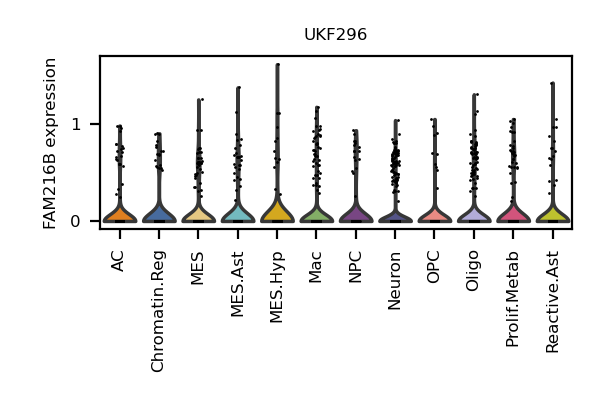 UKF296
FAM216B expression
1
0
AC
Chromatin.Reg
MES
MES.Ast
MES.Hyp
Mac
NPC
Neuron
OPC
Oligo
Prolif.Metab
Reactive.Ast